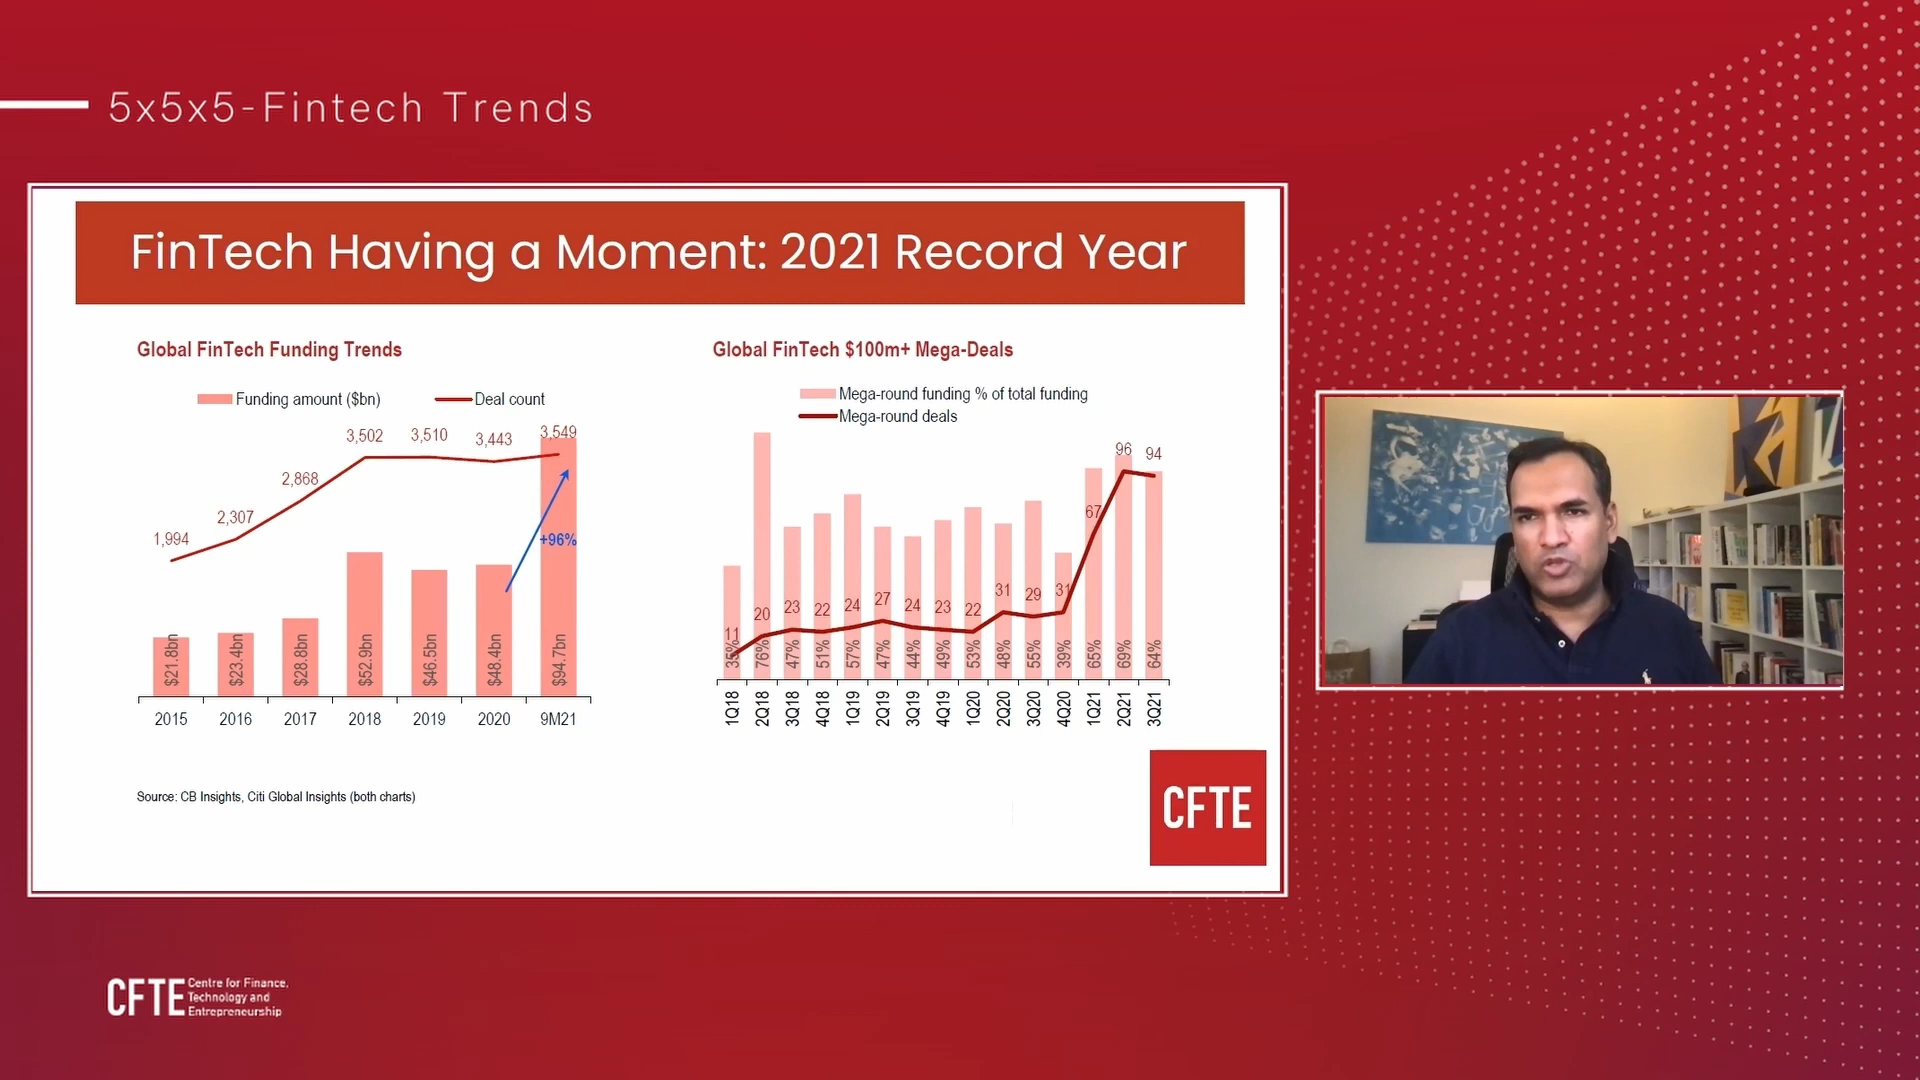 5x5x5-Fintech Trends
FinTech Having a Moment: 2021 Record Year
Global FinTech Funding Trends
Funding amount ($bn)
Deal count
1,994
2,307
2,868
3,502
3,510
3,443
3,549
+96%
$21.8bn
$23.4bn
$28.8bn
$52.9bn
$46.5bn
$48.4bn
$94.7bn
2015
2016
2017
2018
2019
2020
9M21
Global FinTech $100m+ Mega-Deals
Mega-round funding % of total funding
Mega-round deals
11
20
23
22
24
27
24
23
22
31
29
31
67
96
94
35%
76%
47%
51%
57%
47%
44%
49%
53%
48%
55%
39%
65%
69%
64%
1Q18
2Q18
3Q18
4Q18
1Q19
2Q19
3Q19
4Q19
1Q20
2Q20
3Q20
4Q20
1Q21
2Q21
3Q21
Source: CB Insights, Citi Global Insights (both charts)
CFTE
CFTE
Centre for Finance,
Technology and
Entrepreneurship